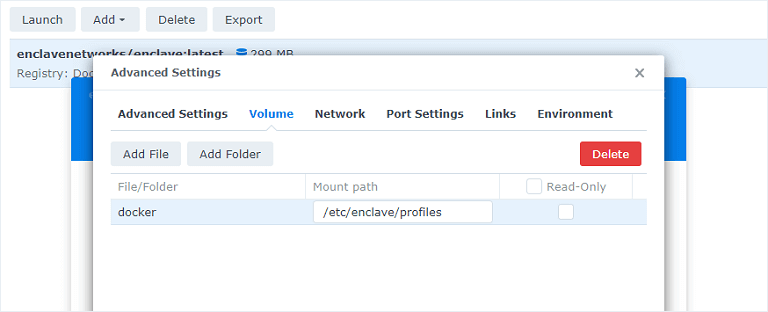 Launch Add Delete Export
enclavenetworks/enclave:latest 299 MB
Registry: Doc
Advanced Settings
Advanced Settings Volume Network Port Settings Links Environment
Add File Add Folder Delete
File/Folder Mount path Read-Only
docker /etc/enclave/profiles